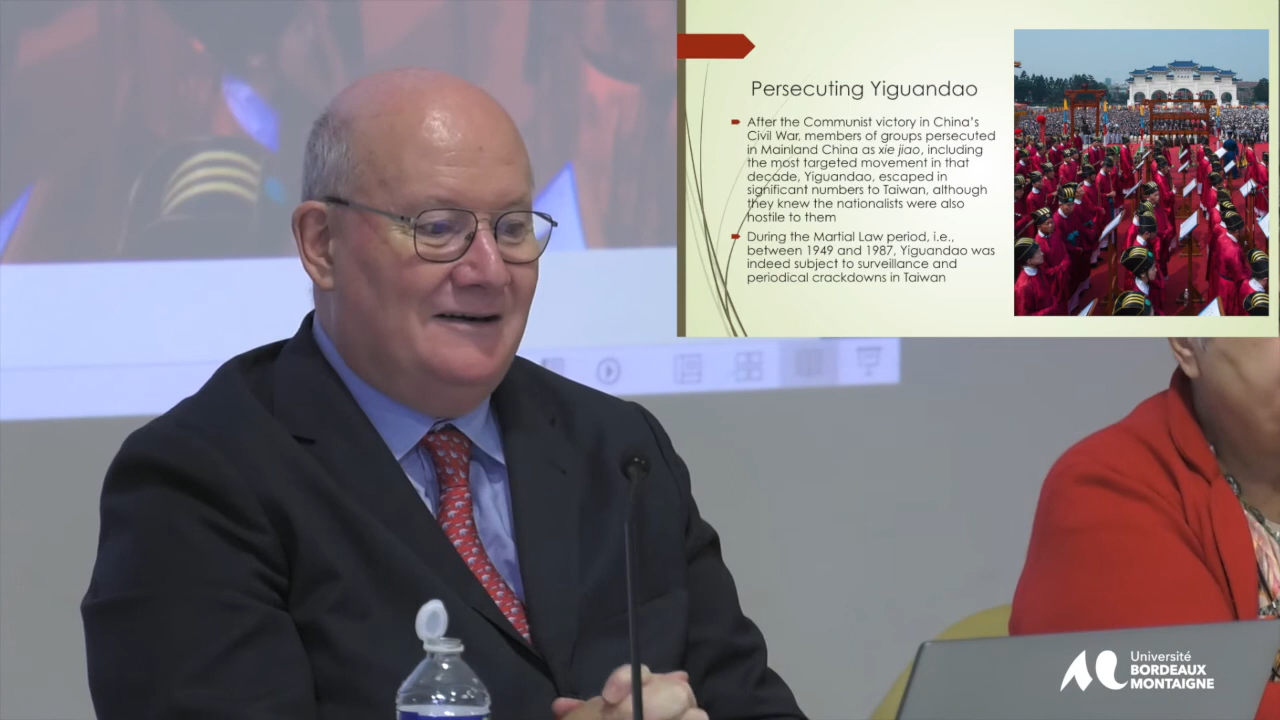 Persecuting Yiguandao
After the Communist victory in China's
Civil War, members of groups persecuted
in Mainland China as xie jiao, including
the most targeted movement in that
decade, Yiguandao, escaped in
significant numbers to Taiwan, although
they knew the nationalists were also
hostile to them
During the Martial Law period, i.e.,
between 1949 and 1987, Yiguandao was
indeed subject to surveillance and
periodical crackdowns in Taiwan
Université
BORDEAUX
MONTAIGNE